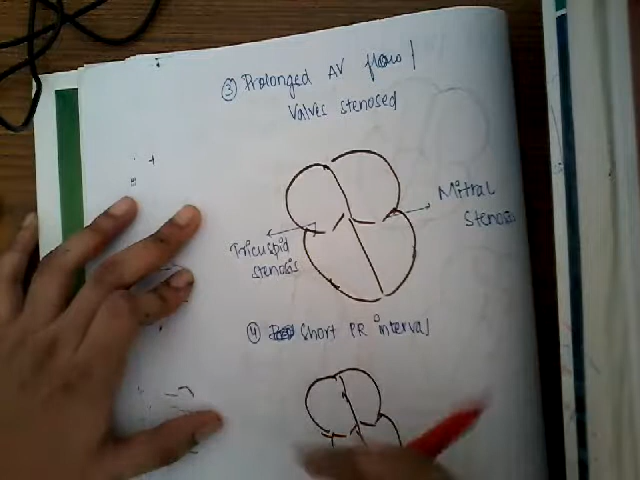 ③ Prolonged AV flow/
Valves stenosed
Mitral
stenosis
Tricuspid
stenosis
④ Short PR interval